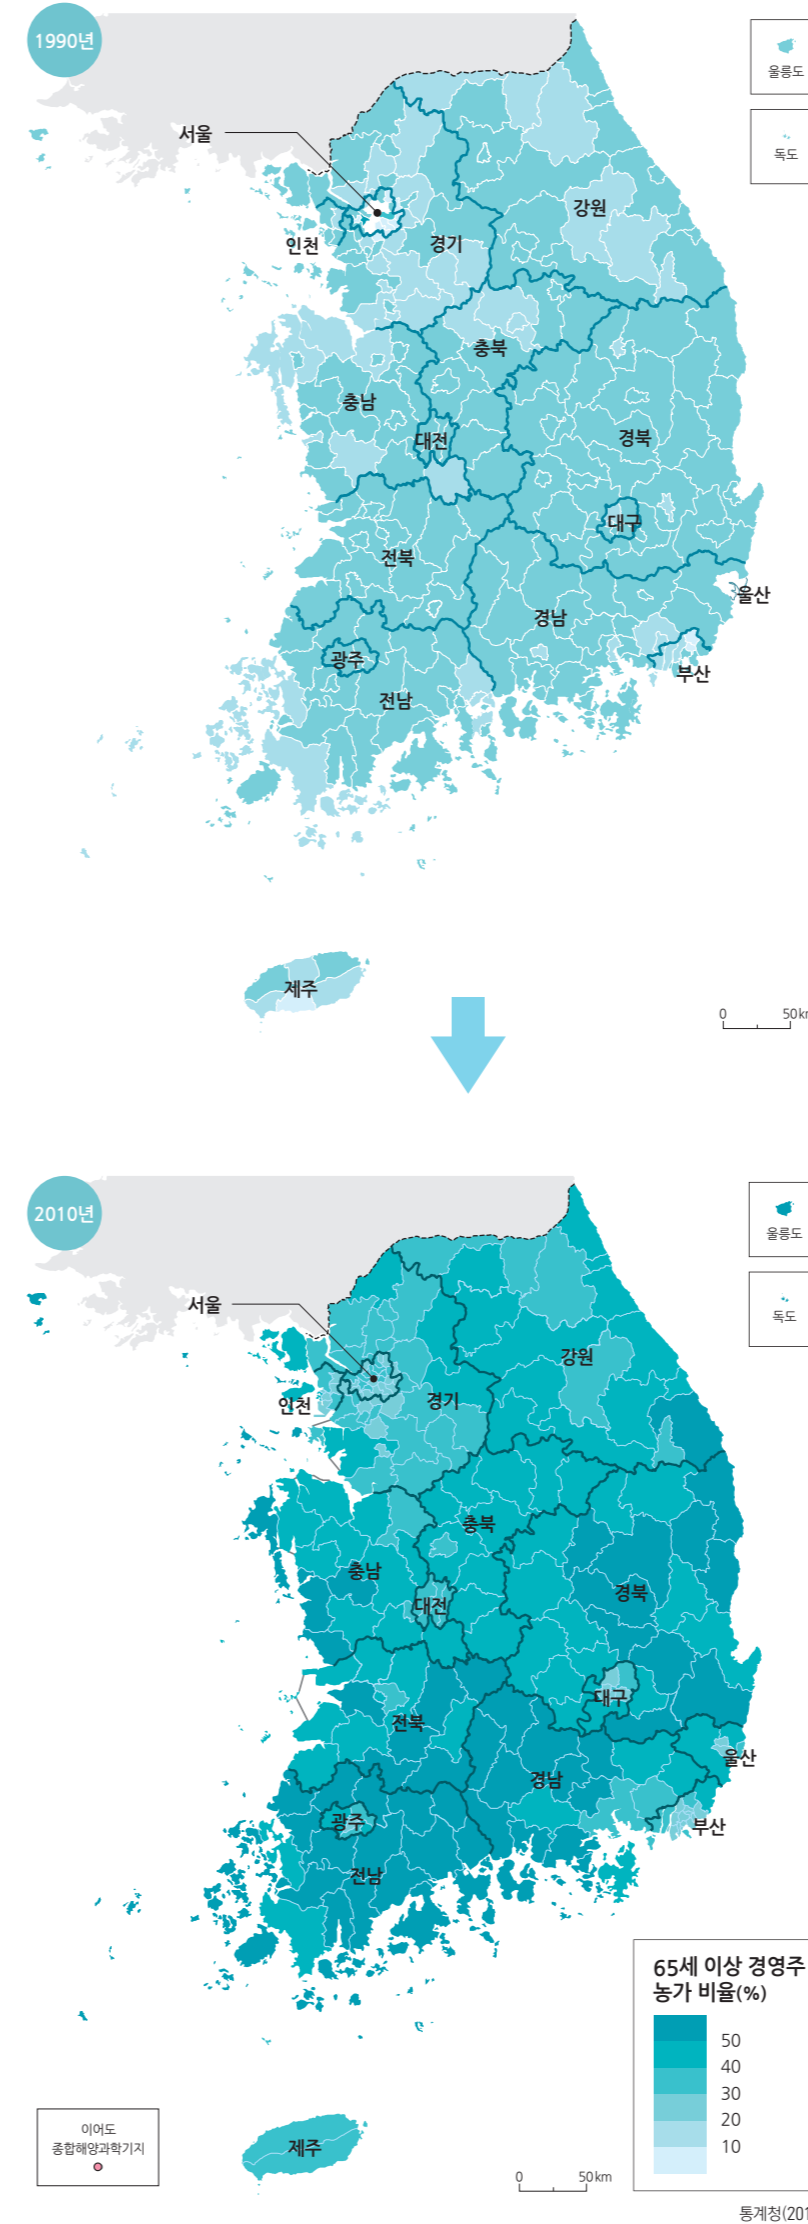 1990년
울릉도
독도
서울
인천
경기
강원
충북
충남
대전
경북
대구
전북
울산
경남
부산
광주
전남
제주
0 50km
2010년
울릉도
독도
서울
인천
경기
강원
충북
충남
대전
경북
대구
전북
울산
경남
부산
광주
전남
제주
65세 이상 경영주
농가 비율(%)
50
40
30
20
10
이어도
종합해양과학기지
0 50km
통계청(201